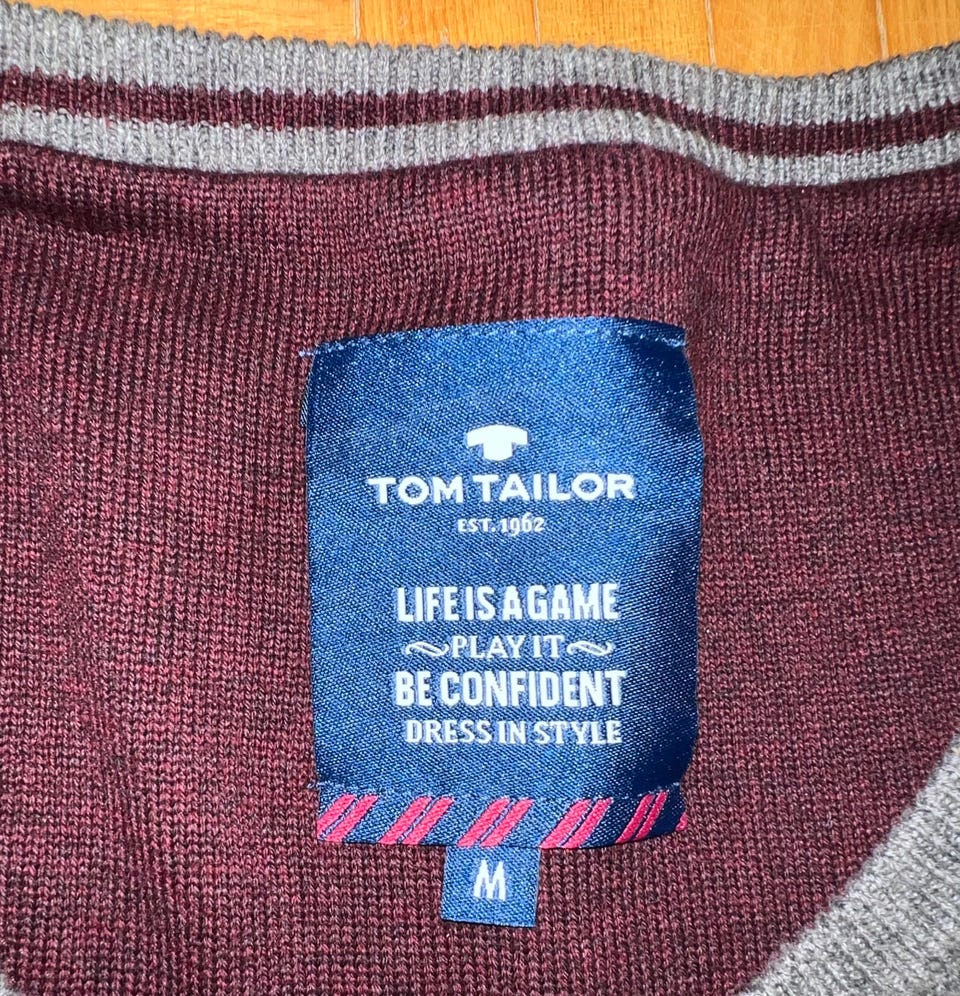 TOM TAILOR
EST. 1962
LIFE IS A GAME
PLAY IT
BE CONFIDENT
DRESS IN STYLE
M